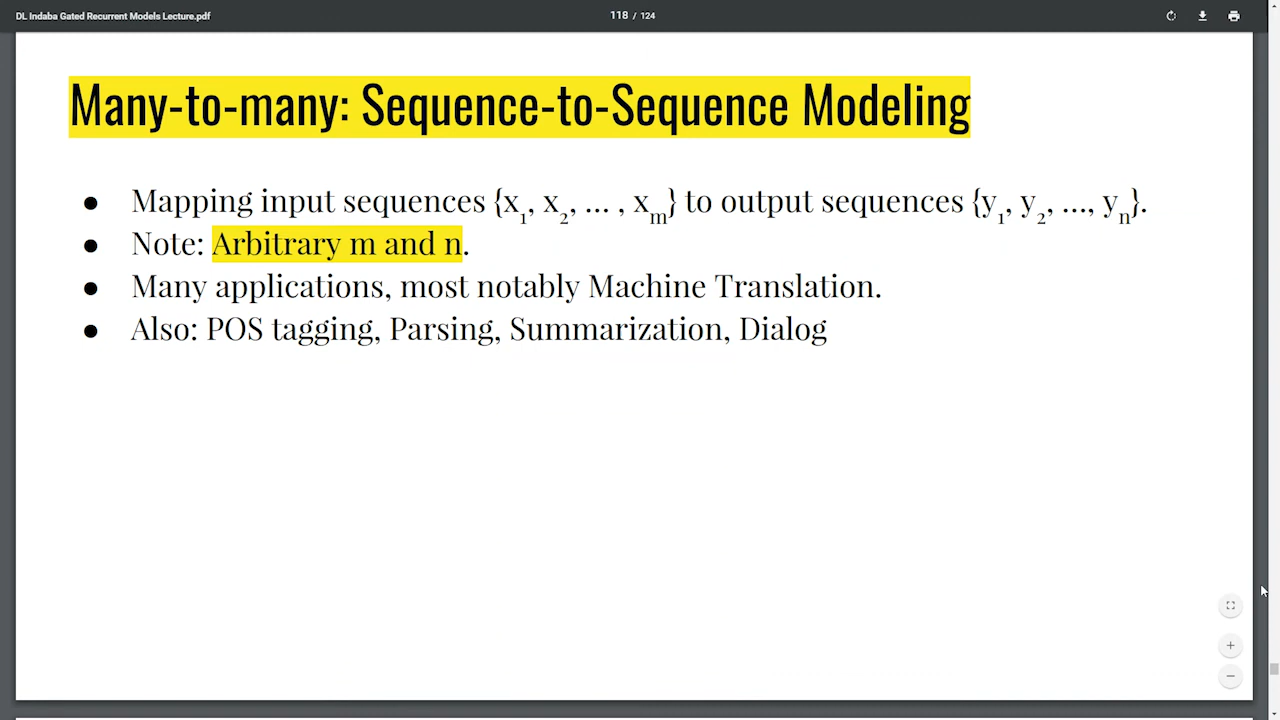 DL Indaba Gated Recurrent Models Lecture.pdf
118 / 124
Many-to-many: Sequence-to-Sequence Modeling
● Mapping input sequences {x₁, x₂, ... , xₘ} to output sequences {y₁, y₂, ..., yₙ}.
● Note: Arbitrary m and n.
● Many applications, most notably Machine Translation.
● Also: POS tagging, Parsing, Summarization, Dialog